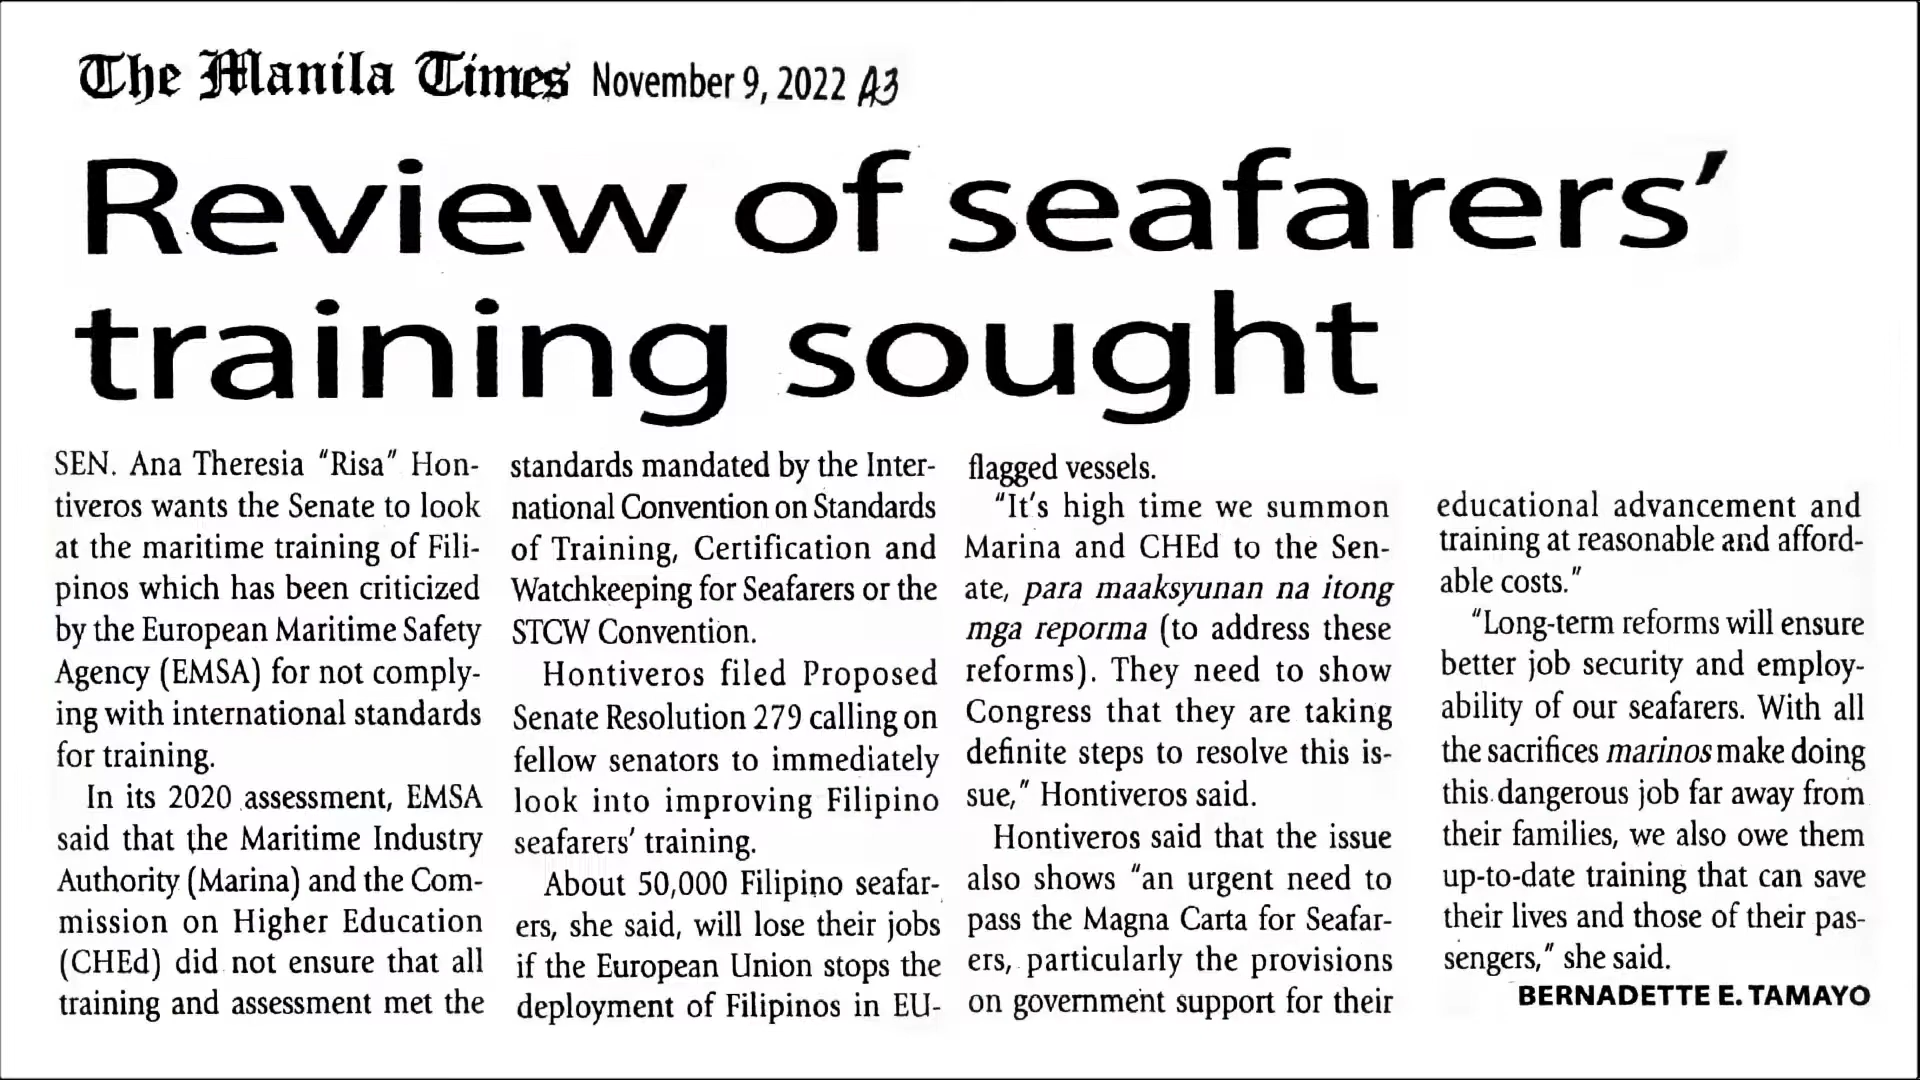 The Manila Times November 9, 2022 A3
Review of seafarers’
training sought
SEN. Ana Theresia “Risa” Hon-
tiveros wants the Senate to look
at the maritime training of Fili-
pinos which has been criticized
by the European Maritime Safety
Agency (EMSA) for not comply-
ing with international standards
for training.
In its 2020 assessment, EMSA
said that the Maritime Industry
Authority (Marina) and the Com-
mission on Higher Education
(CHEd) did not ensure that all
training and assessment met the
standards mandated by the Inter-
national Convention on Standards
of Training, Certification and
Watchkeeping for Seafarers or the
STCW Convention.
Hontiveros filed Proposed
Senate Resolution 279 calling on
fellow senators to immediately
look into improving Filipino
seafarers’ training.
About 50,000 Filipino seafar-
ers, she said, will lose their jobs
if the European Union stops the
deployment of Filipinos in EU-
flagged vessels.
“It’s high time we summon
Marina and CHEd to the Sen-
ate, para maaksyunan na itong
mga reporma (to address these
reforms). They need to show
Congress that they are taking
definite steps to resolve this is-
sue,” Hontiveros said.
Hontiveros said that the issue
also shows “an urgent need to
pass the Magna Carta for Seafar-
ers, particularly the provisions
on government support for their
educational advancement and
training at reasonable and afford-
able costs.”
“Long-term reforms will ensure
better job security and employ-
ability of our seafarers. With all
the sacrifices marinos make doing
this dangerous job far away from
their families, we also owe them
up-to-date training that can save
their lives and those of their pas-
sengers,” she said.
BERNADETTE E. TAMAYO